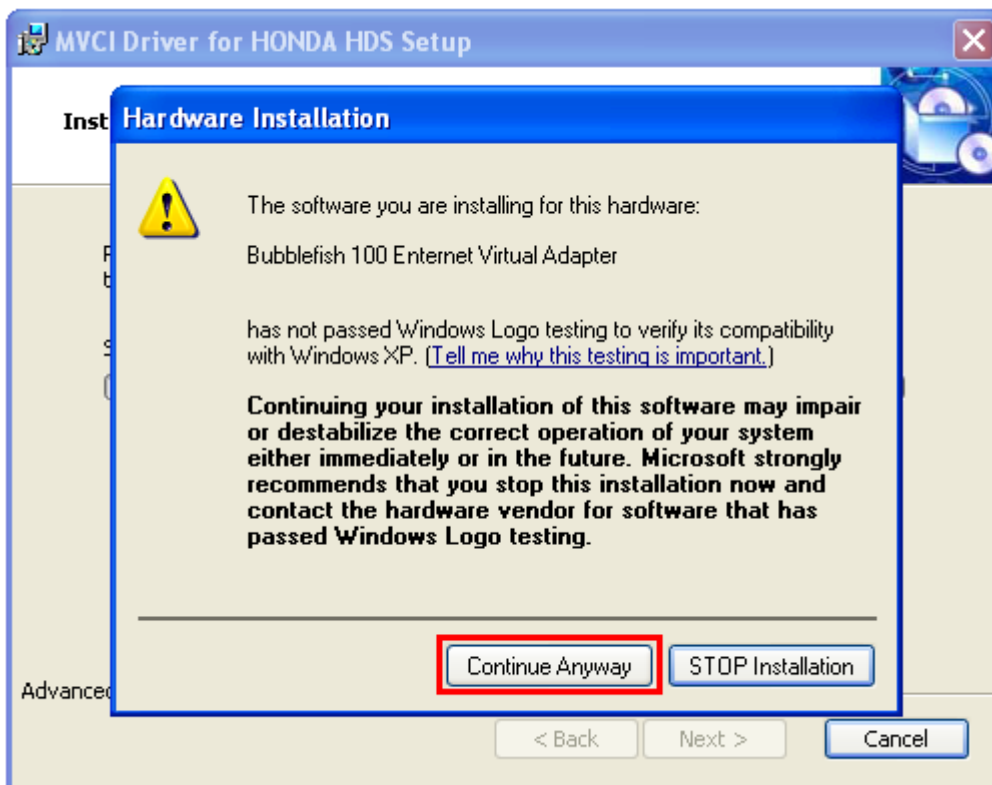 MVCI Driver for HONDA HDS Setup
Inst
Hardware Installation
The software you are installing for this hardware:
Bubblefish 100 Enternet Virtual Adapter
has not passed Windows Logo testing to verify its compatibility
with Windows XP. (Tell me why this testing is important.)
Continuing your installation of this software may impair
or destabilize the correct operation of your system
either immediately or in the future. Microsoft strongly
recommends that you stop this installation now and
contact the hardware vendor for software that has
passed Windows Logo testing.
Continue Anyway
STOP Installation
Advanced
< Back
Next >
Cancel